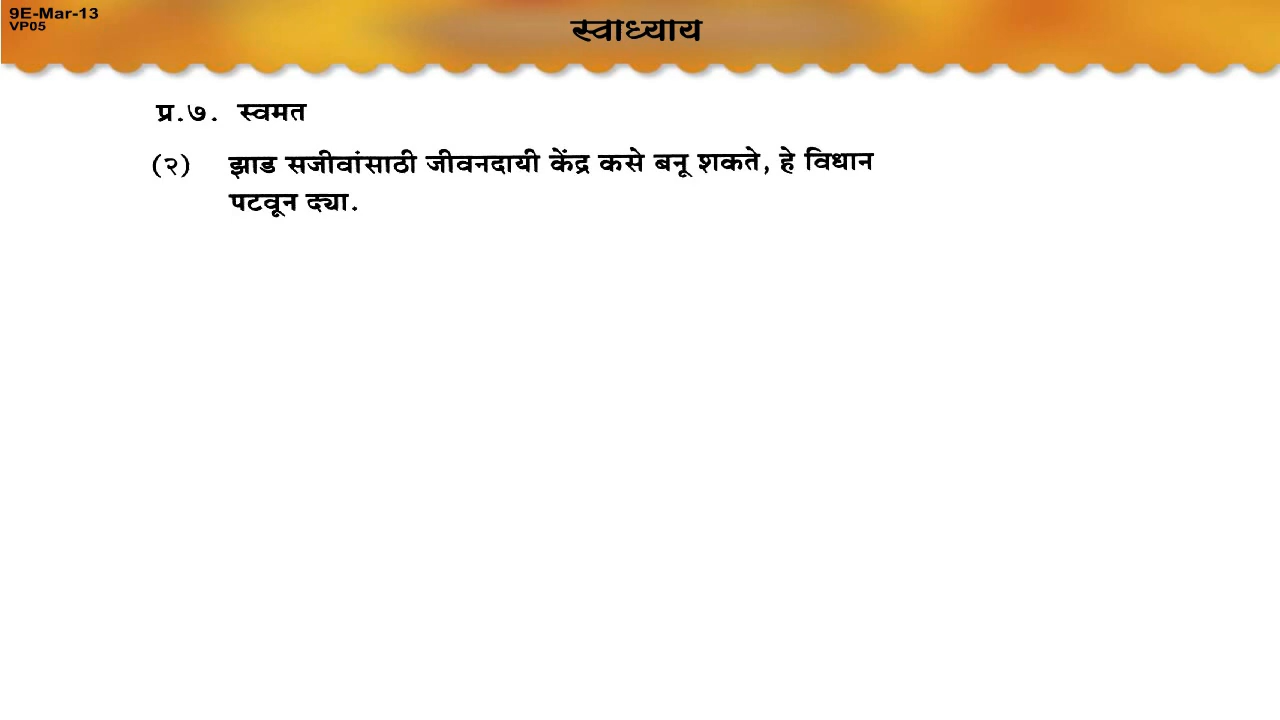 9E-Mar-13
VP05
स्वाध्याय
प्र.७. स्वमत
(२) झाड सजीवांसाठी जीवनदायी केंद्र कसे बनू शकते, हे विधान
पटवून द्या.